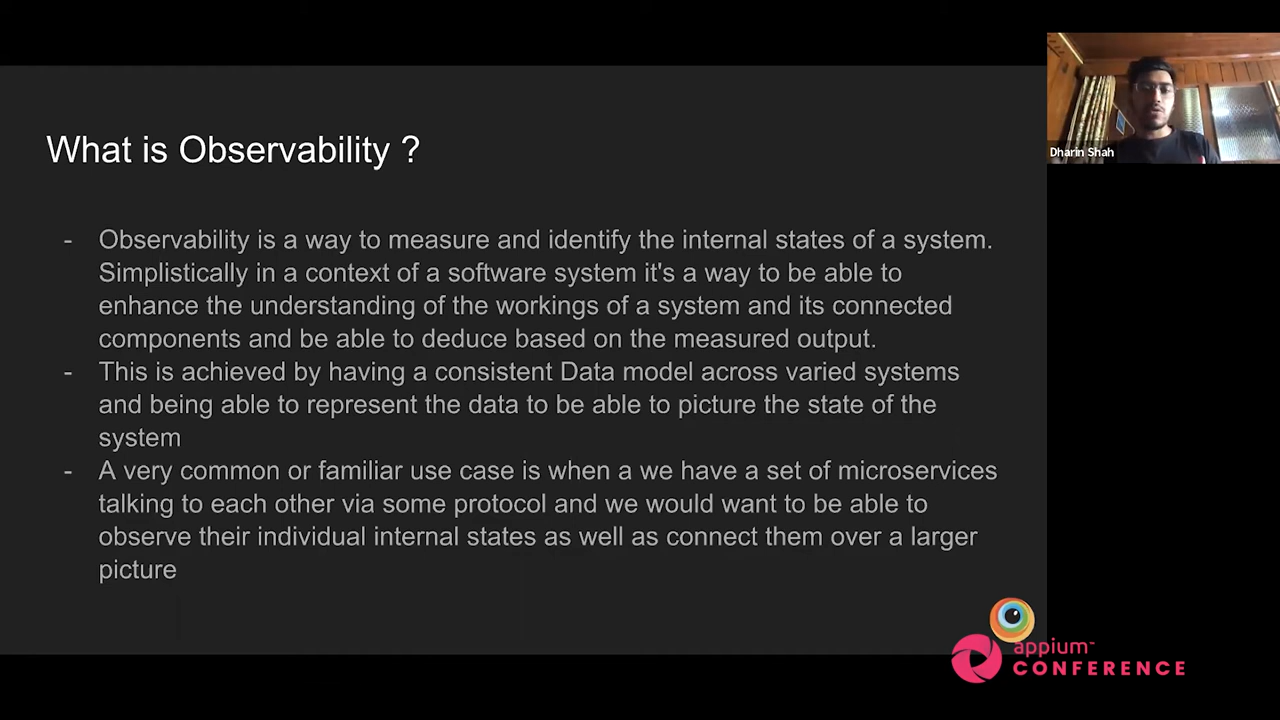 What is Observability ?
- Observability is a way to measure and identify the internal states of a system.
Simplistically in a context of a software system it's a way to be able to
enhance the understanding of the workings of a system and its connected
components and be able to deduce based on the measured output.
- This is achieved by having a consistent Data model across varied systems
and being able to represent the data to be able to picture the state of the
system
- A very common or familiar use case is when a we have a set of microservices
talking to each other via some protocol and we would want to be able to
observe their individual internal states as well as connect them over a larger
picture
Dharin Shah
appium™
CONFERENCE